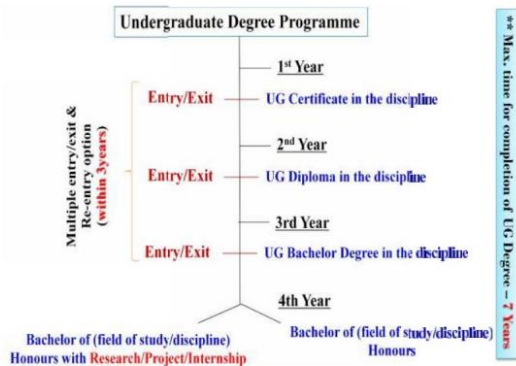 Undergraduate Degree Programme
1st Year
Entry/Exit UG Certificate in the discipline
2nd Year
Entry/Exit UG Diploma in the discipline
3rd Year
Entry/Exit UG Bachelor Degree in the discipline
4th Year
Bachelor of (field of study/discipline)
Honours with Research/Project/Internship
Bachelor of (field of study/discipline)
Honours
Multiple entry/exit &
Re-entry option
(within 3years)
** Max. time for completion of UG Degree – 7 Years